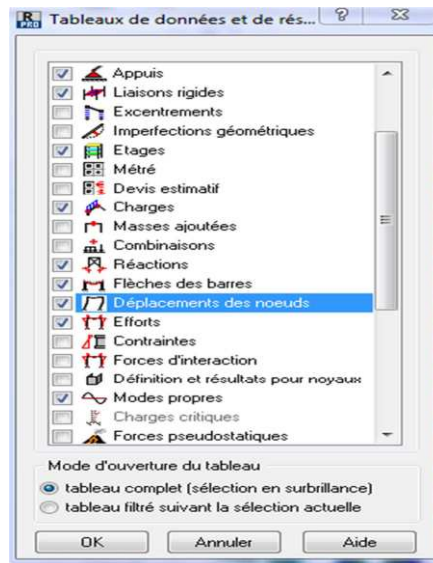 R PRO Tableaux de données et de rés...
Appuis
Liaisons rigides
Excentrements
Imperfections géométriques
Etages
Métré
Devis estimatif
Charges
Masses ajoutées
Combinaisons
Réactions
Flèches des barres
Déplacements des noeuds
Efforts
Contraintes
Forces d'interaction
Définition et résultats pour noyaux
Modes propres
Charges critiques
Forces pseudostatiques
Mode d'ouverture du tableau
tableau complet (sélection en surbrillance)
tableau filtré suivant la sélection actuelle
OK Annuler Aide